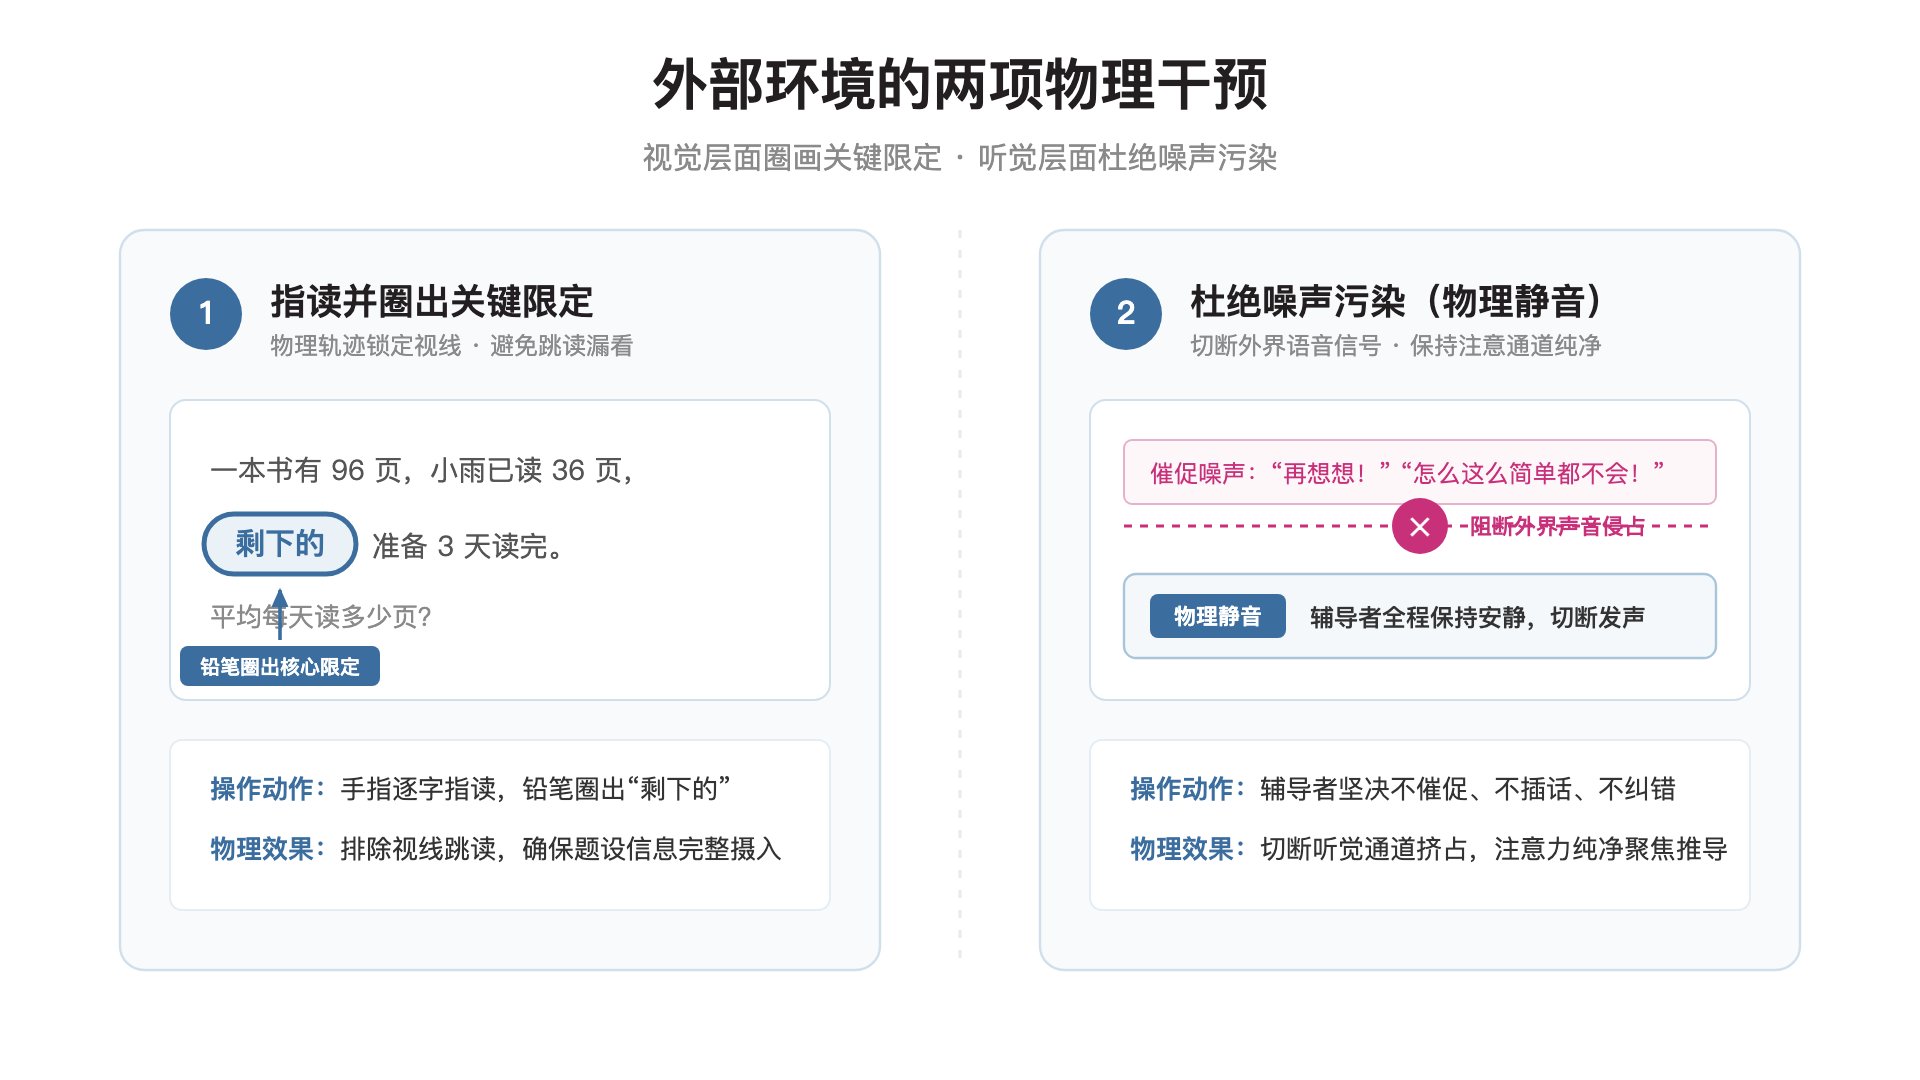 外部环境的两项物理干预
视觉层面圈画关键限定 · 听觉层面杜绝噪声污染
1
指读并圈出关键限定
物理轨迹锁定视线 · 避免跳读漏看
一本书有 96 页，小雨已读 36 页，
剩下的 准备 3 天读完。
平均每天读多少页?
铅笔圈出核心限定
操作动作：手指逐字指读，铅笔圈出“剩下的”
物理效果：排除视线跳读，确保题设信息完整摄入
2
杜绝噪声污染（物理静音）
切断外界语音信号 · 保持注意通道纯净
催促噪声：“再想想！” “怎么这么简单都不会！”
阻断外界声音侵占
物理静音 辅导者全程保持安静，切断发声
操作动作：辅导者坚决不催促、不插话、不纠错
物理效果：切断听觉通道挤占，注意力纯净聚焦推导